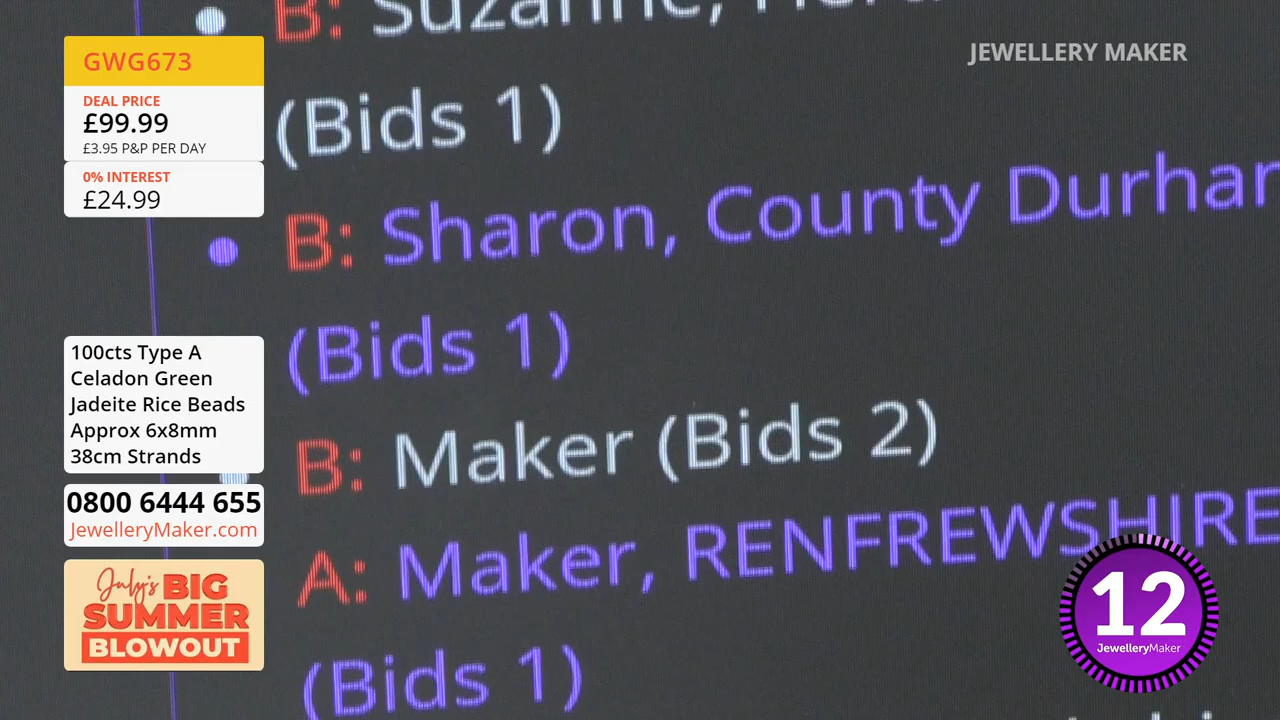 GWG673
DEAL PRICE
£99.99
£3.95 P&P PER DAY
0% INTEREST
£24.99
100cts Type A
Celadon Green
Jadeite Rice Beads
Approx 6x8mm
38cm Strands
0800 6444 655
JewelleryMaker.com
July's BIG
SUMMER
BLOWOUT
JEWELLERY MAKER
B: Suzanne,
(Bids 1)
B: Sharon, County
(Bids 1)
B: Maker (Bids 2)
A: Maker, RENFREWSHIRE
(Bids 1)
12
JewelleryMaker